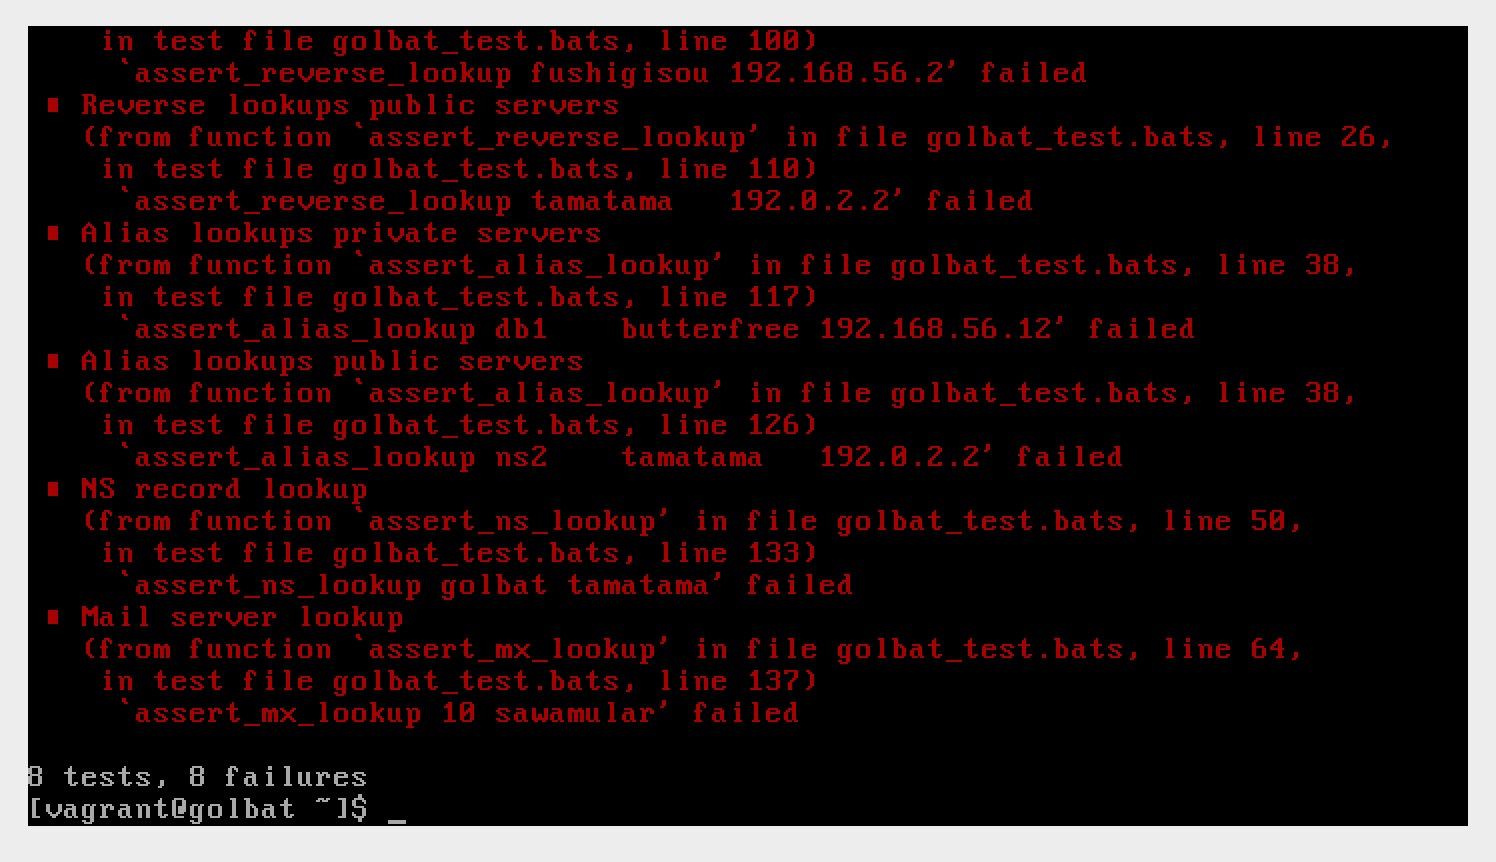 in test file golbat_test.bats, line 100)
`assert_reverse_lookup fushigisou 192.168.56.2' failed
Reverse lookups public servers
(from function `assert_reverse_lookup' in file golbat_test.bats, line 26,
in test file golbat_test.bats, line 110)
`assert_reverse_lookup tamatama   192.0.2.2' failed
Alias lookups private servers
(from function `assert_alias_lookup' in file golbat_test.bats, line 38,
in test file golbat_test.bats, line 117)
`assert_alias_lookup db1    butterfree 192.168.56.12' failed
Alias lookups public servers
(from function `assert_alias_lookup' in file golbat_test.bats, line 38,
in test file golbat_test.bats, line 126)
`assert_alias_lookup ns2    tamatama   192.0.2.2' failed
NS record lookup
(from function `assert_ns_lookup' in file golbat_test.bats, line 50,
in test file golbat_test.bats, line 133)
`assert_ns_lookup golbat tamatama' failed
Mail server lookup
(from function `assert_mx_lookup' in file golbat_test.bats, line 64,
in test file golbat_test.bats, line 137)
`assert_mx_lookup 10 sawamular' failed
8 tests, 8 failures
[vagrant@golbat ~]$ _